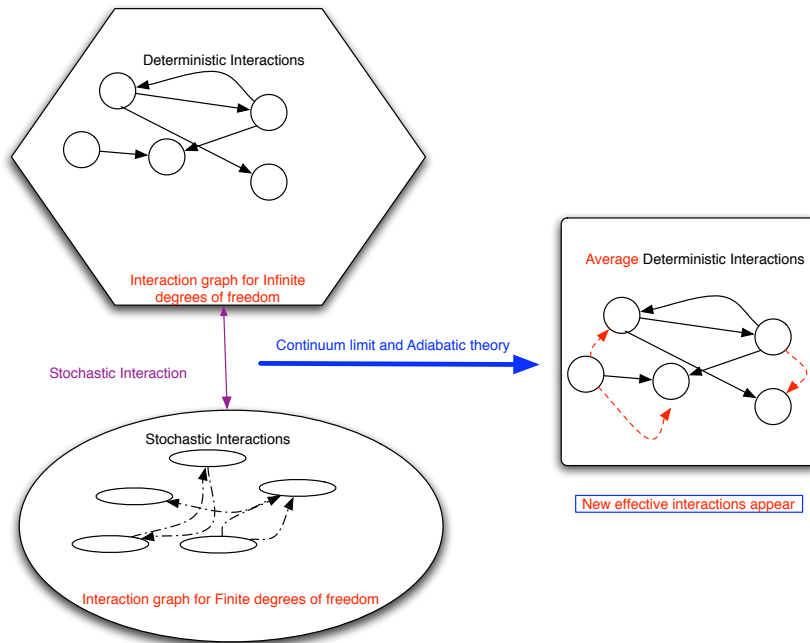 Deterministic Interactions
Interaction graph for Infinite
degrees of freedom
Stochastic Interaction
Continuum limit and Adiabatic theory
Average Deterministic Interactions
New effective interactions appear
Stochastic Interactions
Interaction graph for Finite degrees of freedom